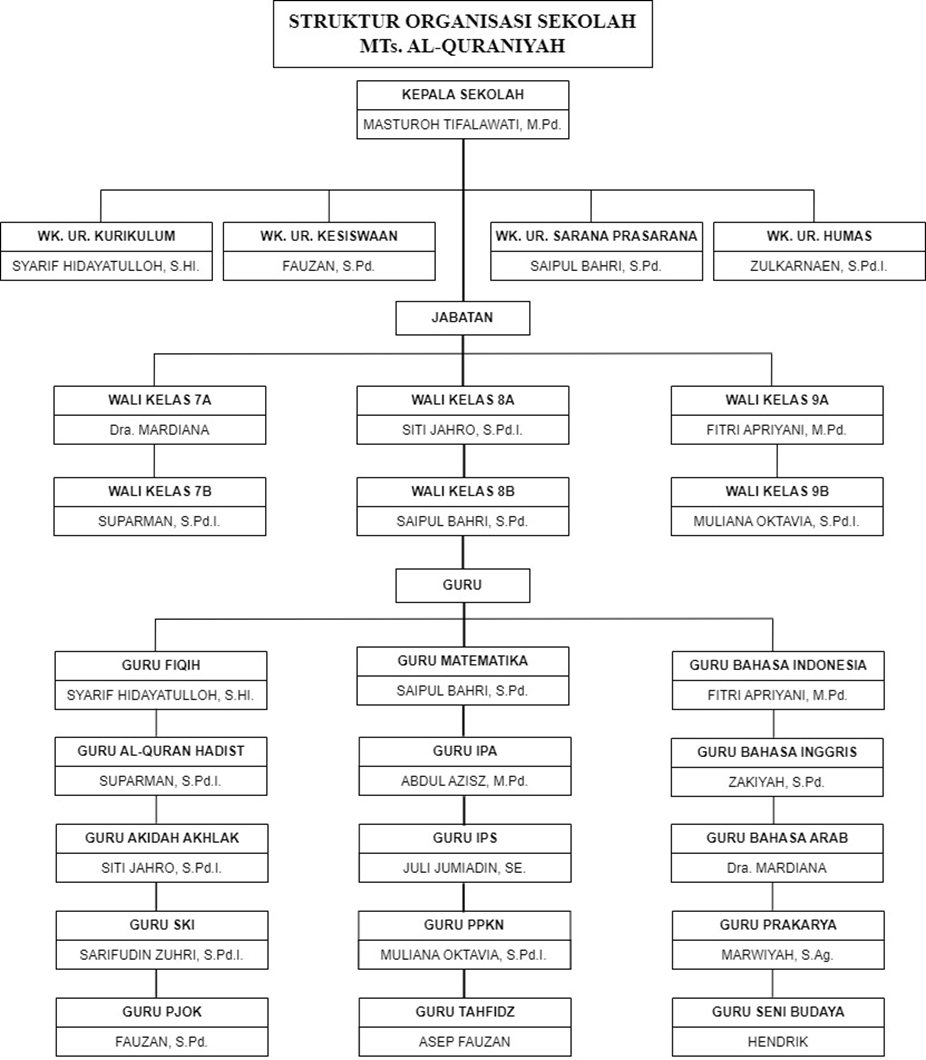 STRUKTUR ORGANISASI SEKOLAH
MTs. AL-QURANIYAH
KEPALA SEKOLAH
MASTUROH TIFALAWATI, M.Pd.
WK. UR. KURIKULUM
SYARIF HIDAYATULLOH, S.HI.
WK. UR. KESISWAAN
FAUZAN, S.Pd.
WK. UR. SARANA PRASARANA
SAIPUL BAHRI, S.Pd.
WK. UR. HUMAS
ZULKARNAEN, S.Pd.I.
JABATAN
WALI KELAS 7A
Dra. MARDIANA
WALI KELAS 8A
SITI JAHRO, S.Pd.I.
WALI KELAS 9A
FITRI APRIYANI, M.Pd.
WALI KELAS 7B
SUPARMAN, S.Pd.I.
WALI KELAS 8B
SAIPUL BAHRI, S.Pd.
WALI KELAS 9B
MULIANA OKTAVIA, S.Pd.I.
GURU
GURU FIQIH
SYARIF HIDAYATULLOH, S.HI.
GURU MATEMATIKA
SAIPUL BAHRI, S.Pd.
GURU BAHASA INDONESIA
FITRI APRIYANI, M.Pd.
GURU AL-QURAN HADIST
SUPARMAN, S.Pd.I.
GURU IPA
ABDUL AZISZ, M.Pd.
GURU BAHASA INGGRIS
ZAKIYAH, S.Pd.
GURU AKIDAH AKHLAK
SITI JAHRO, S.Pd.I.
GURU IPS
JULI JUMIADIN, SE.
GURU BAHASA ARAB
Dra. MARDIANA
GURU SKI
SARIFUDIN ZUHRI, S.Pd.I.
GURU PPKN
MULIANA OKTAVIA, S.Pd.I.
GURU PRAKARYA
MARWIYAH, S.Ag.
GURU PJOK
FAUZAN, S.Pd.
GURU TAHFIDZ
ASEP FAUZAN
GURU SENI BUDAYA
HENDRIK